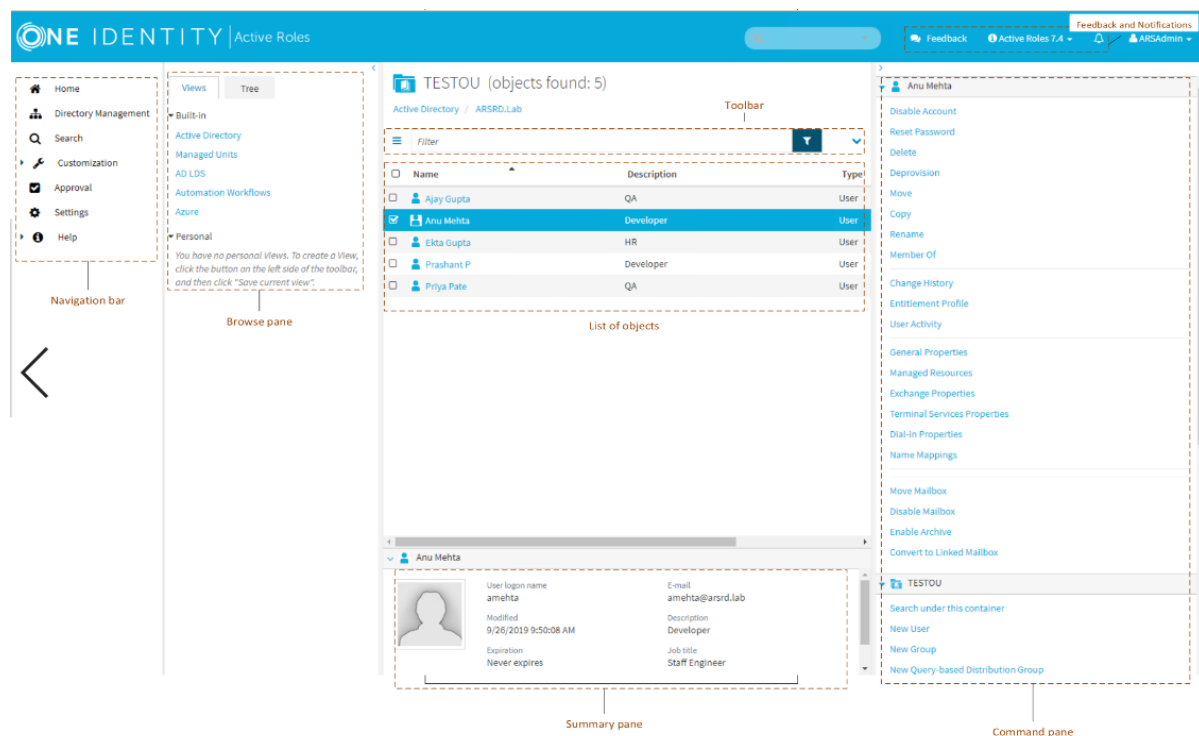 ONE IDENTITY Active Roles
Feedback and Notifications
Feedback
Active Roles 7.4
ARSAdmin
Home
Directory Management
Search
Customization
Approval
Settings
Help
Navigation bar
Views
Tree
Built-in
Active Directory
Managed Units
AD LDS
Automation Workflows
Azure
Personal
You have no personal Views. To create a View,
click the button on the left side of the toolbar,
and then click "Save current view".
Browse pane
TESTOU (objects found: 5)
Active Directory / ARSRD.Lab
Toolbar
Filter
Name Description Type
Ajay Gupta QA User
Anu Mehta Developer User
Ekta Gupta HR User
Prashant P Developer User
Priya Pate QA User
List of objects
Anu Mehta
User logon name E-mail
amehta amehta@arsrd.lab
Modified Description
9/26/2019 9:50:08 AM Developer
Expiration Job title
Never expires Staff Engineer
Summary pane
Anu Mehta
Disable Account
Reset Password
Delete
Deprovision
Move
Copy
Rename
Member Of
Change History
Entitlement Profile
User Activity
General Properties
Managed Resources
Exchange Properties
Terminal Services Properties
Dial-in Properties
Name Mappings
Move Mailbox
Disable Mailbox
Enable Archive
Convert to Linked Mailbox
TESTOU
Search under this container
New User
New Group
New Query-based Distribution Group
Command pane